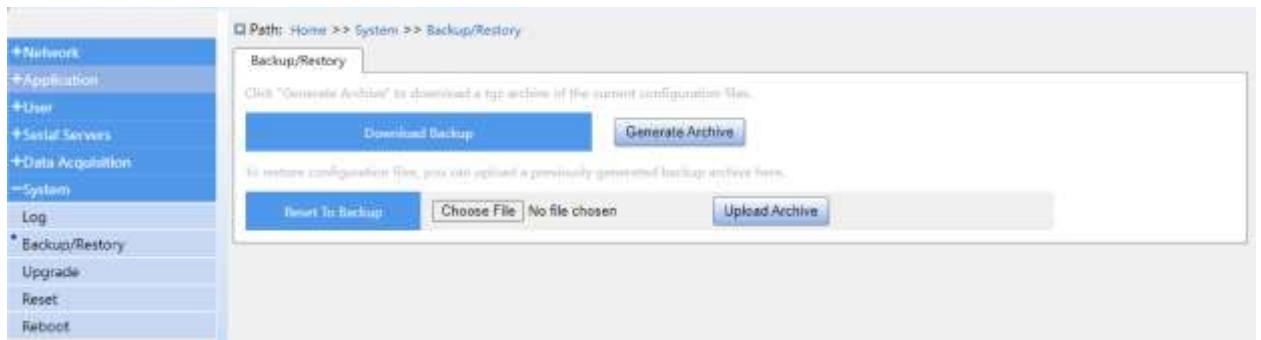 Path: Home >> System >> Backup/Restory
+Network
+Application
+User
+Serial Servers
+Data Acquisition
−System
Log
Backup/Restory
Upgrade
Reset
Reboot
Backup/Restory
Click "Generate Archive" to download a tgz archive of the current configuration files.
Download Backup Generate Archive
To restore configuration files, you can upload a previously generated backup archive here.
Reset To Backup Choose File No file chosen Upload Archive